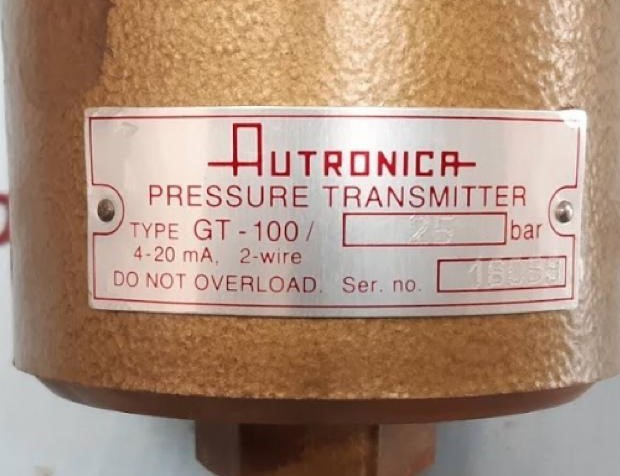 AUTRONICA
PRESSURE TRANSMITTER
TYPE GT-100/ 25 bar
4-20 mA, 2-wire
DO NOT OVERLOAD. Ser. no.